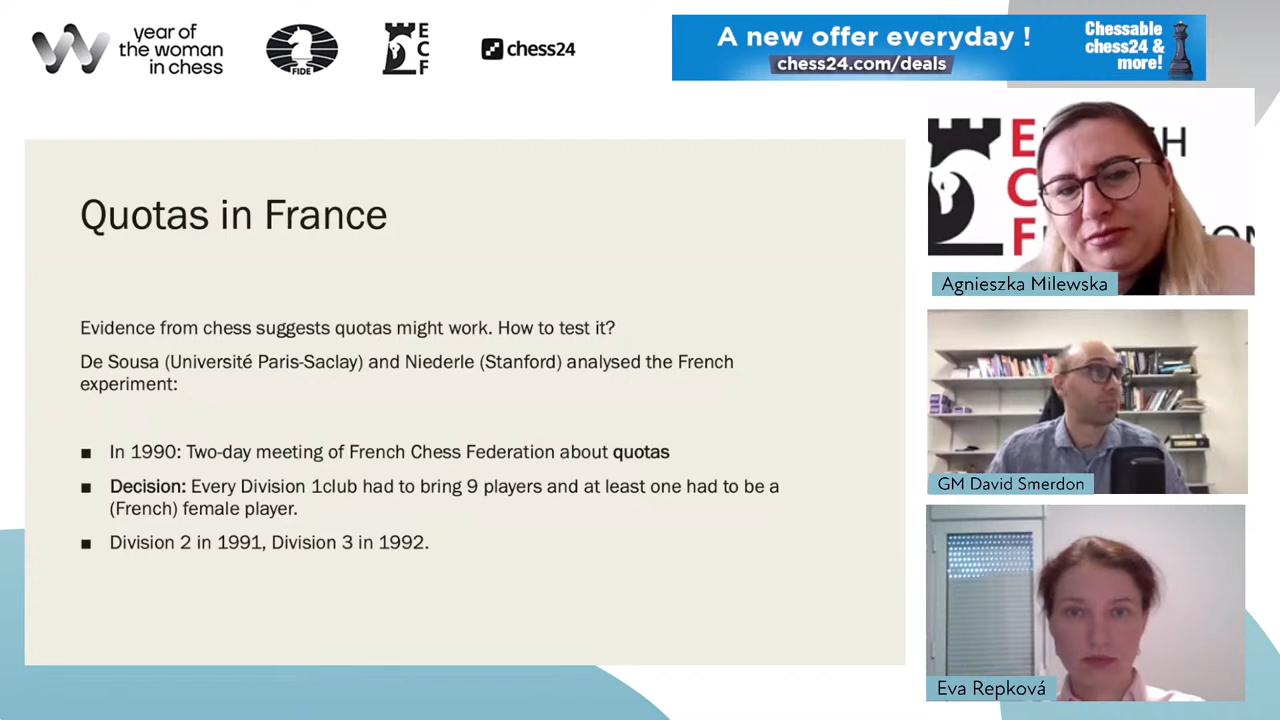 year of
the woman
in chess
FIDE
E
C
F
chess24
A new offer everyday !
chess24.com/deals
Chessable
chess24 &
more!
Quotas in France
Evidence from chess suggests quotas might work. How to test it?
De Sousa (Université Paris-Saclay) and Niederle (Stanford) analysed the French
experiment:
■ In 1990: Two-day meeting of French Chess Federation about quotas
■ Decision: Every Division 1club had to bring 9 players and at least one had to be a
(French) female player.
■ Division 2 in 1991, Division 3 in 1992.
Agnieszka Milewska
GM David Smerdon
Eva Repková